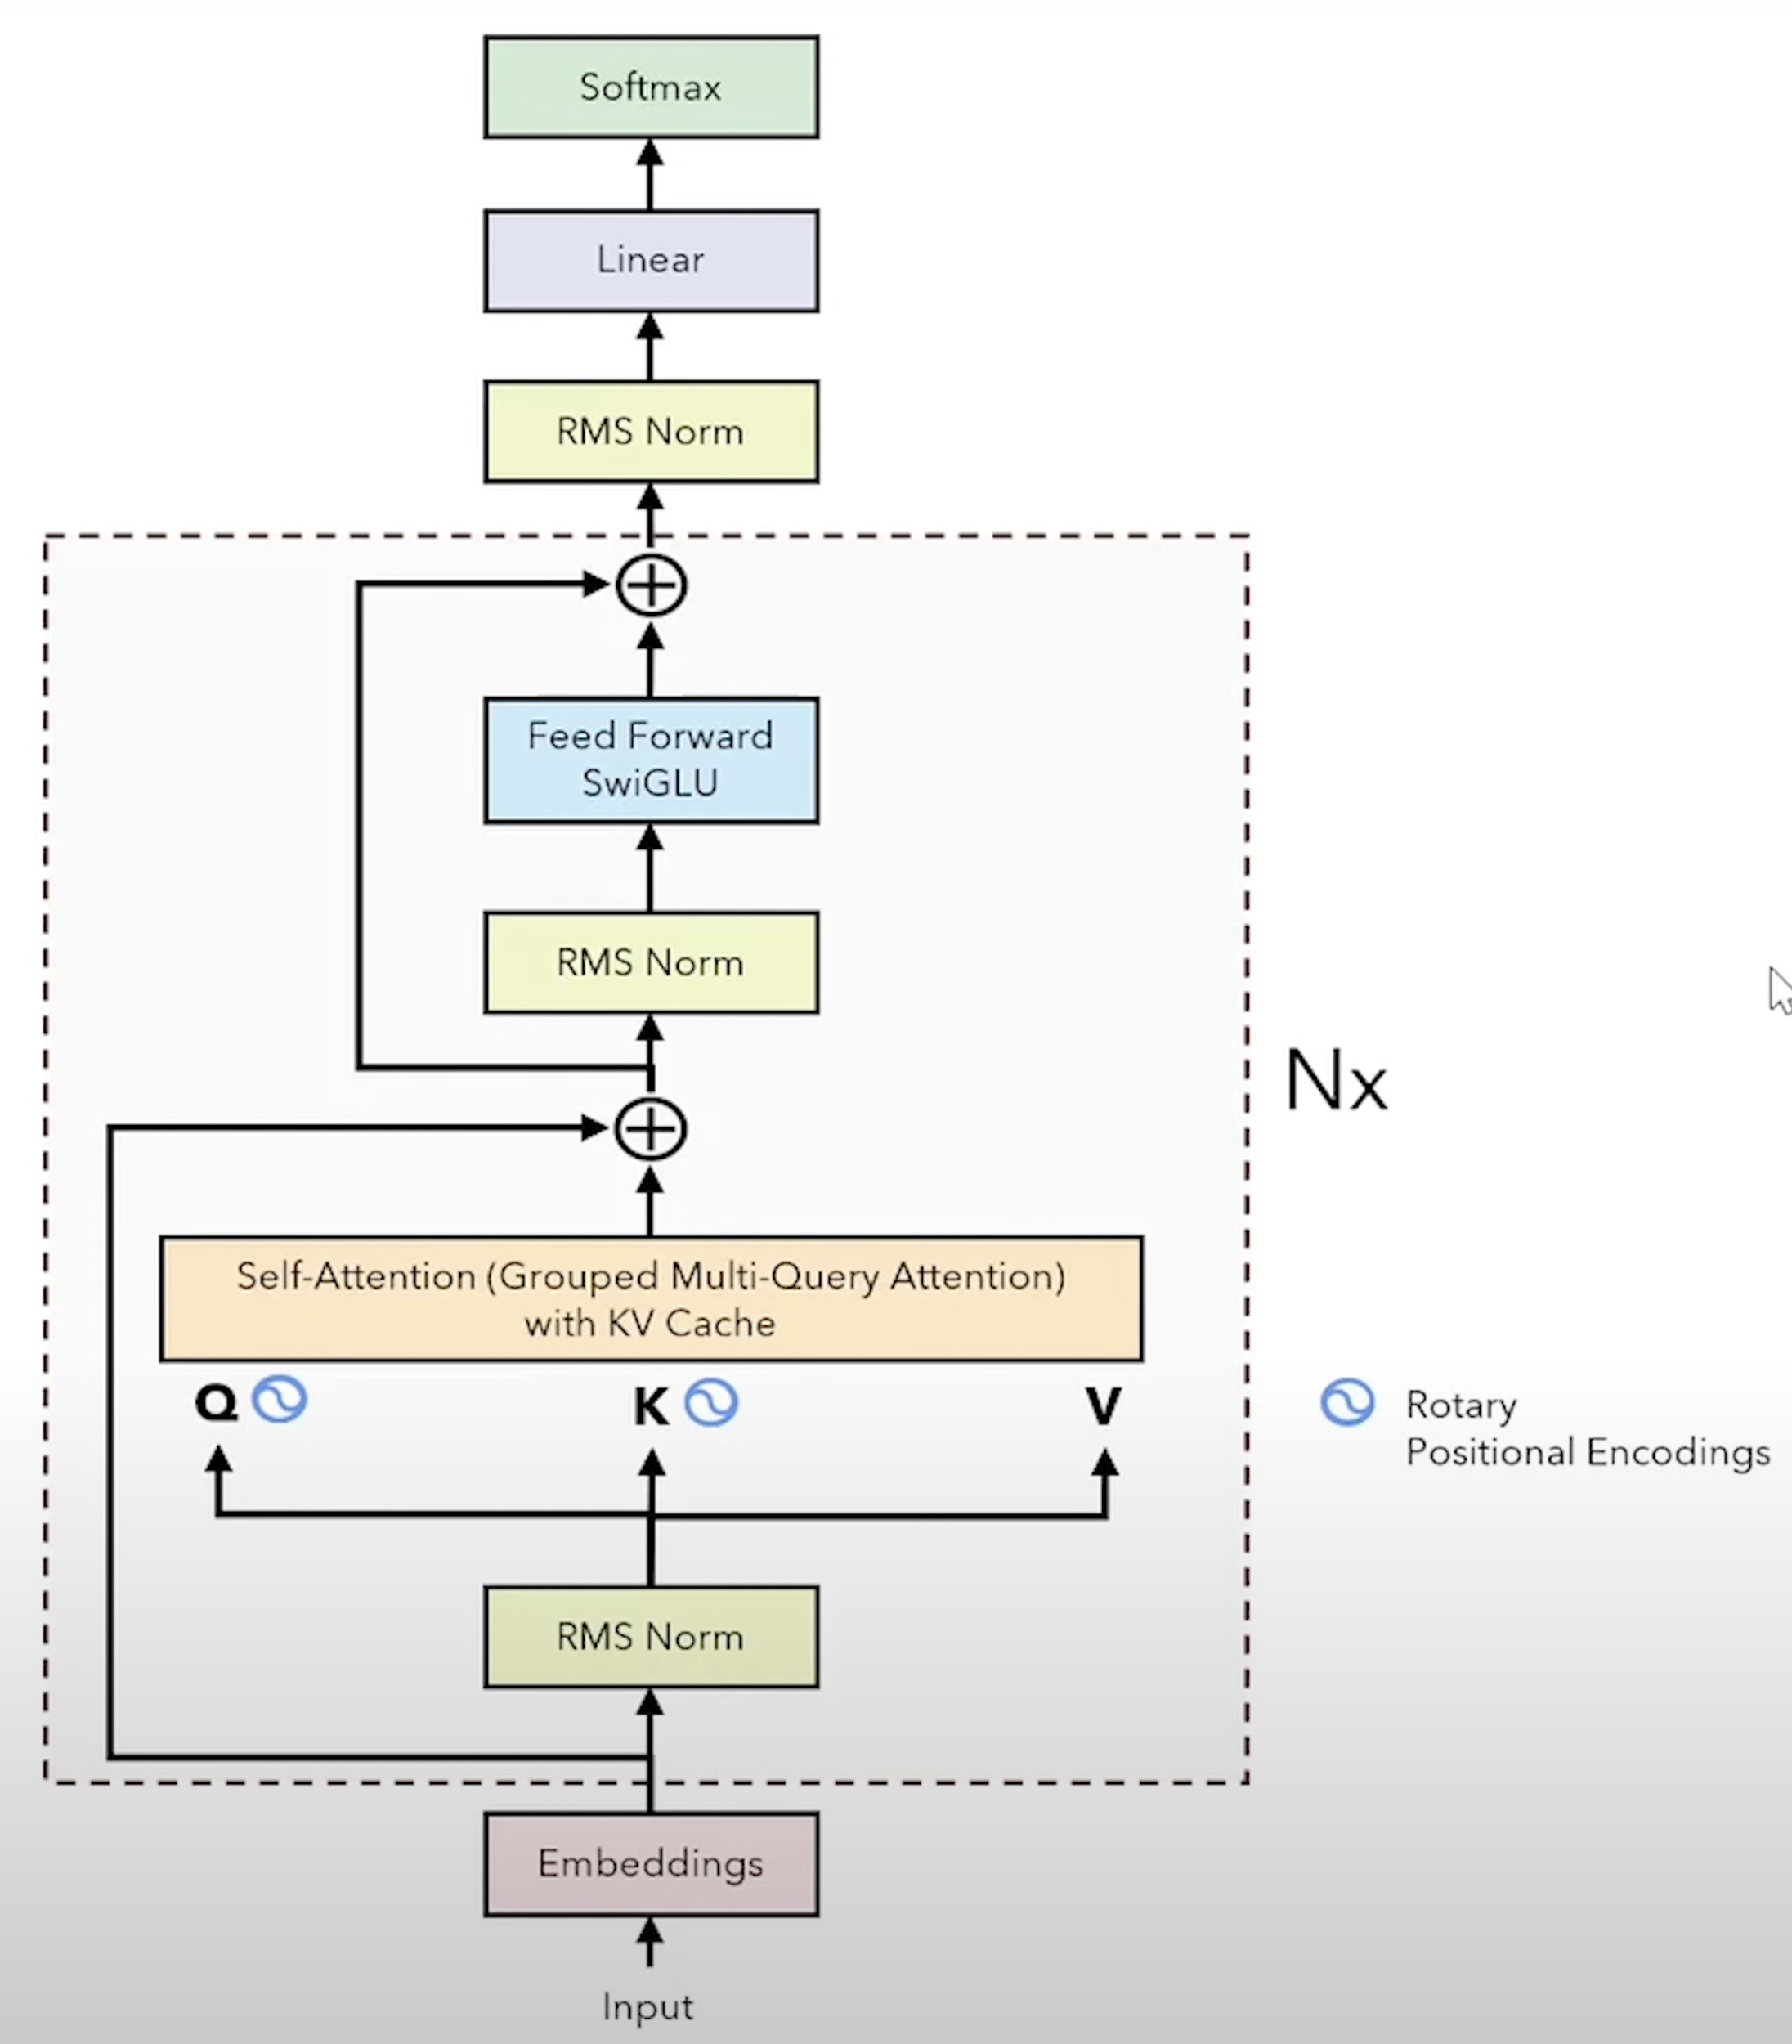 Softmax
Linear
RMS Norm
Feed Forward
SwiGLU
RMS Norm
Nx
Self-Attention (Grouped Multi-Query Attention)
with KV Cache
Q K V
Rotary
Positional Encodings
RMS Norm
Embeddings
Input